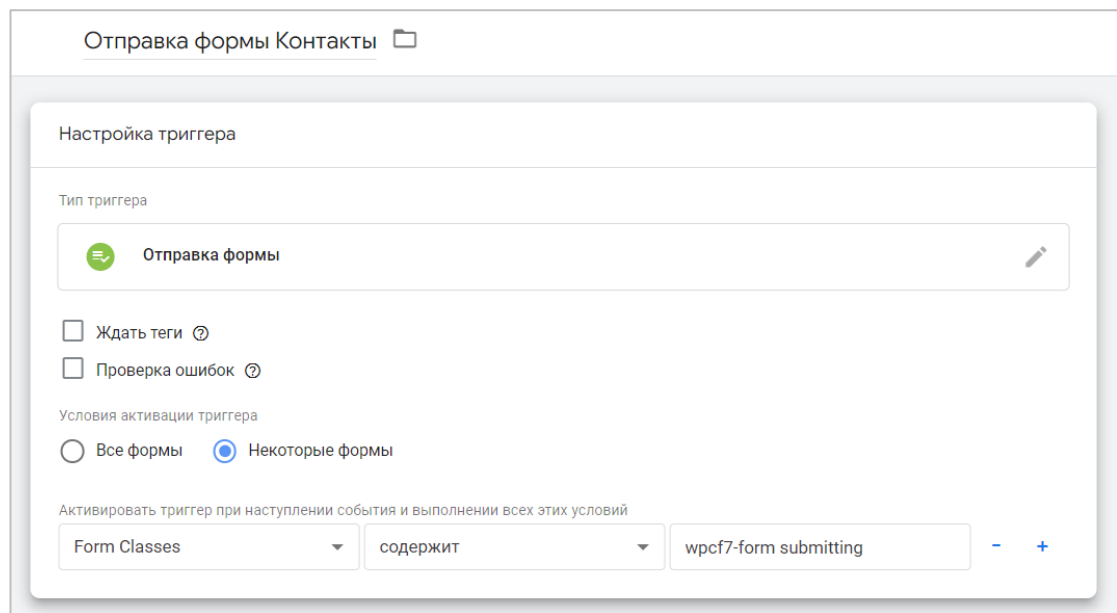 Отправка формы Контакты
Настройка триггера
Тип триггера
Отправка формы
Ждать теги
Проверка ошибок
Условия активации триггера
Все формы Некоторые формы
Активировать триггер при наступлении события и выполнении всех этих условий
Form Classes содержит wpcf7-form submitting - +